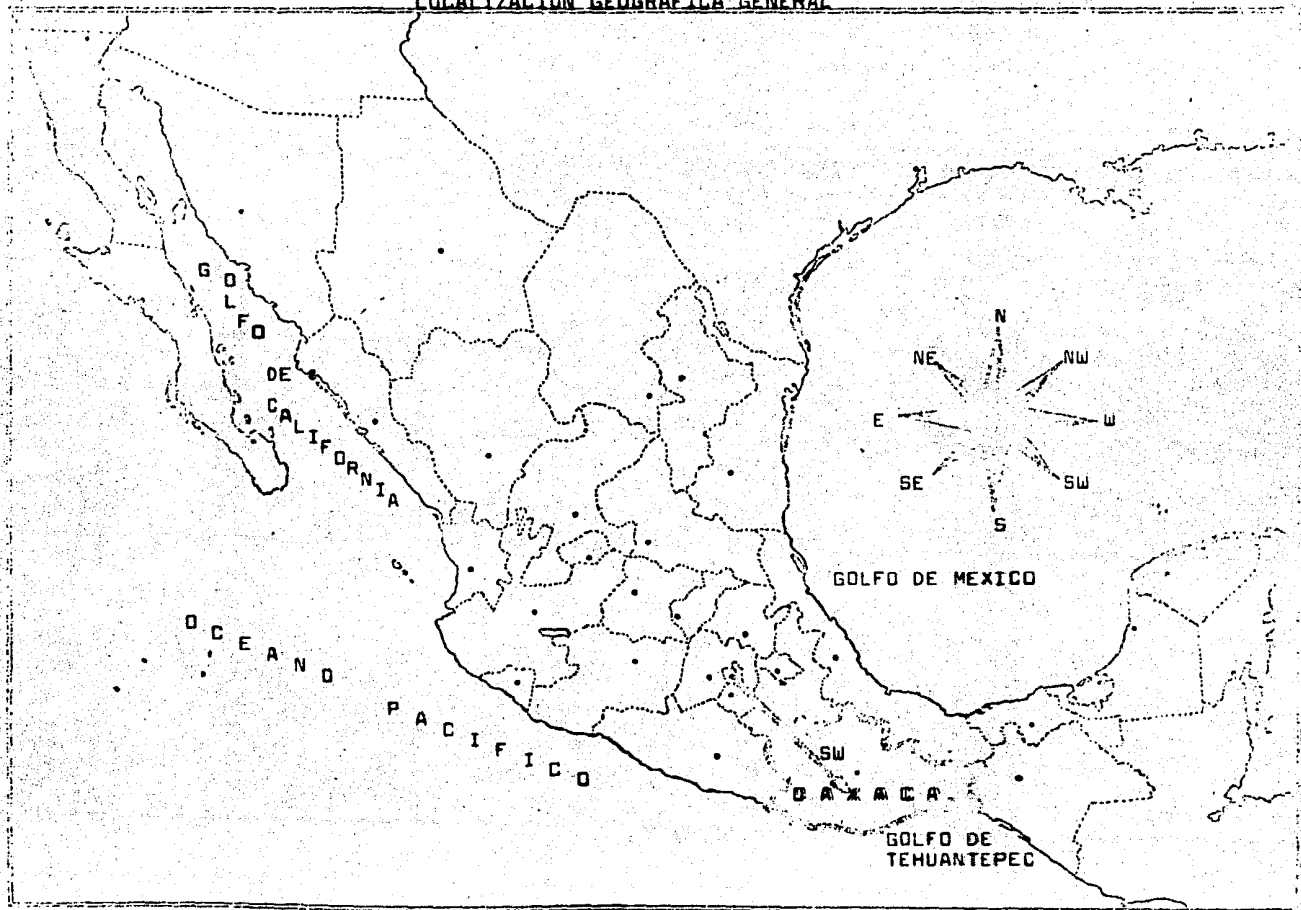 LOCALIZACION GEOGRAFICA GENERAL
GOLFO
DE
CALIFORNIA
N
NE
NW
E
W
SE
SW
S
GOLFO DE MEXICO
OCEANO
PACIFICO
SW
OAXACA
GOLFO DE
TEHUANTEPEC